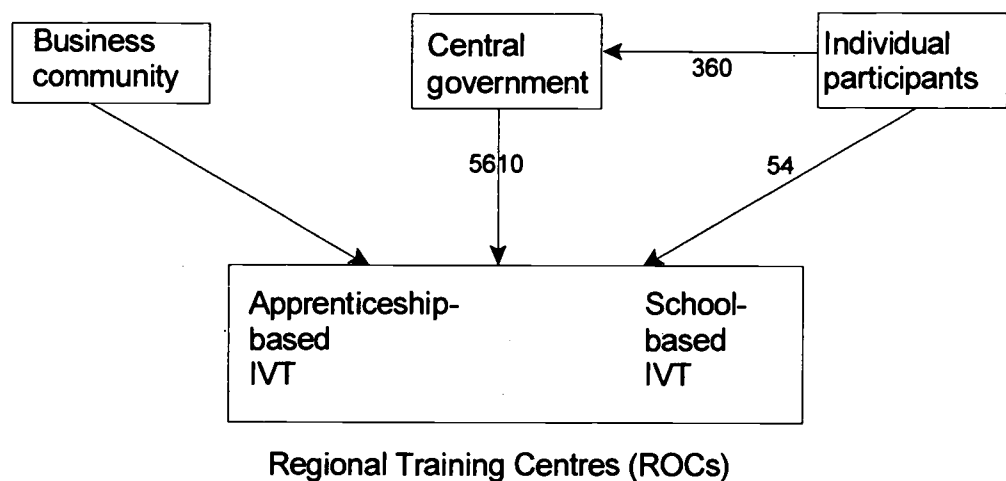 Business
community
Central
government
Individual
participants
360
5610
54
Apprenticeship-
based
IVT
School-
based
IVT
Regional Training Centres (ROCs)